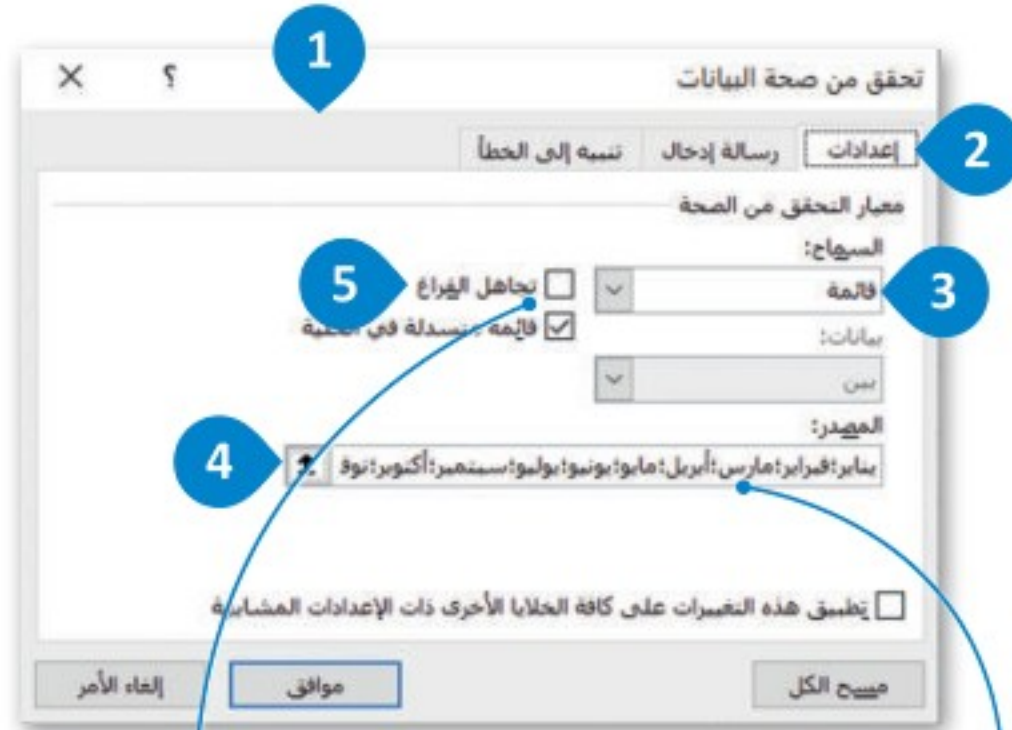 1
تحقق من صحة البيانات ؟ ×
2 إعدادات رسالة إدخال تنبيه إلى الخطأ
معيار التحقق من الصحة
السماح:
3 قائمة تجاهل الفراغ 5
قائمة منسدلة في الخلية
بيانات:
بين
المصدر:
يناير؛فبراير؛مارس؛أبريل؛مايو؛يونيو؛يوليو؛سبتمبر؛أكتوبر؛نوف 4
تطبيق هذه التغييرات على كافة الخلايا الأخرى ذات الإعدادات المشابهة
مسح الكل موافق إلغاء الأمر